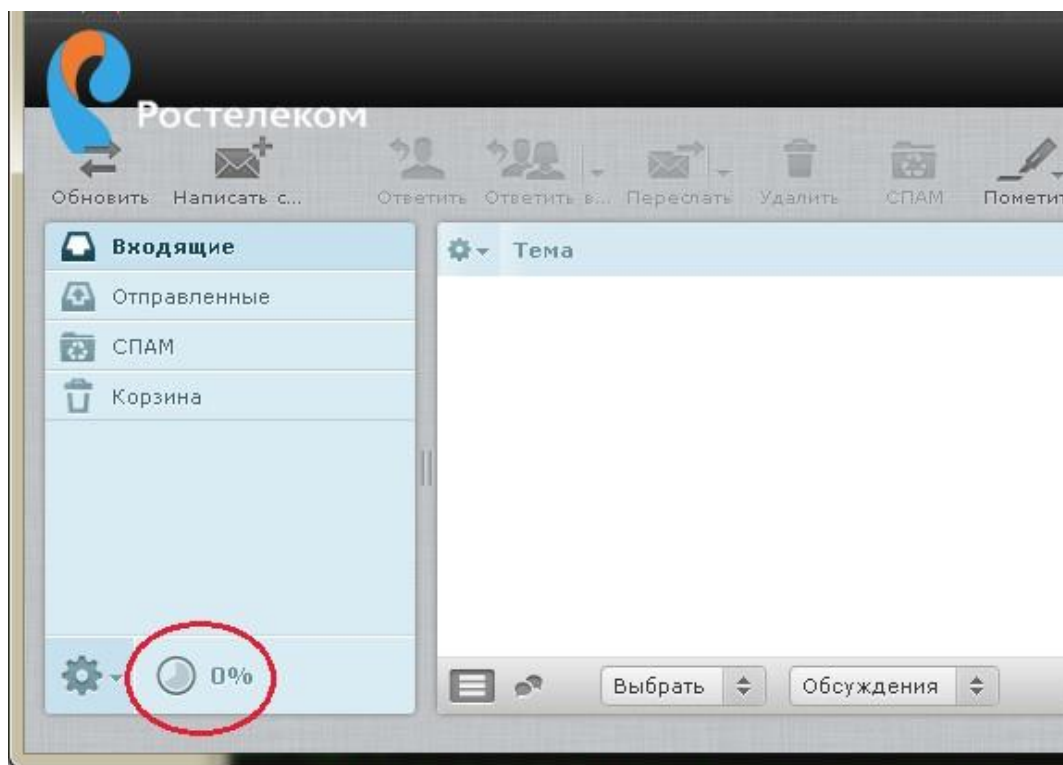 Ростелеком
Обновить Написать с... Ответить Ответить в... Переслать Удалить СПАМ Пометит
Входящие
Тема
Отправленные
СПАМ
Корзина
0%
Выбрать Обсуждения